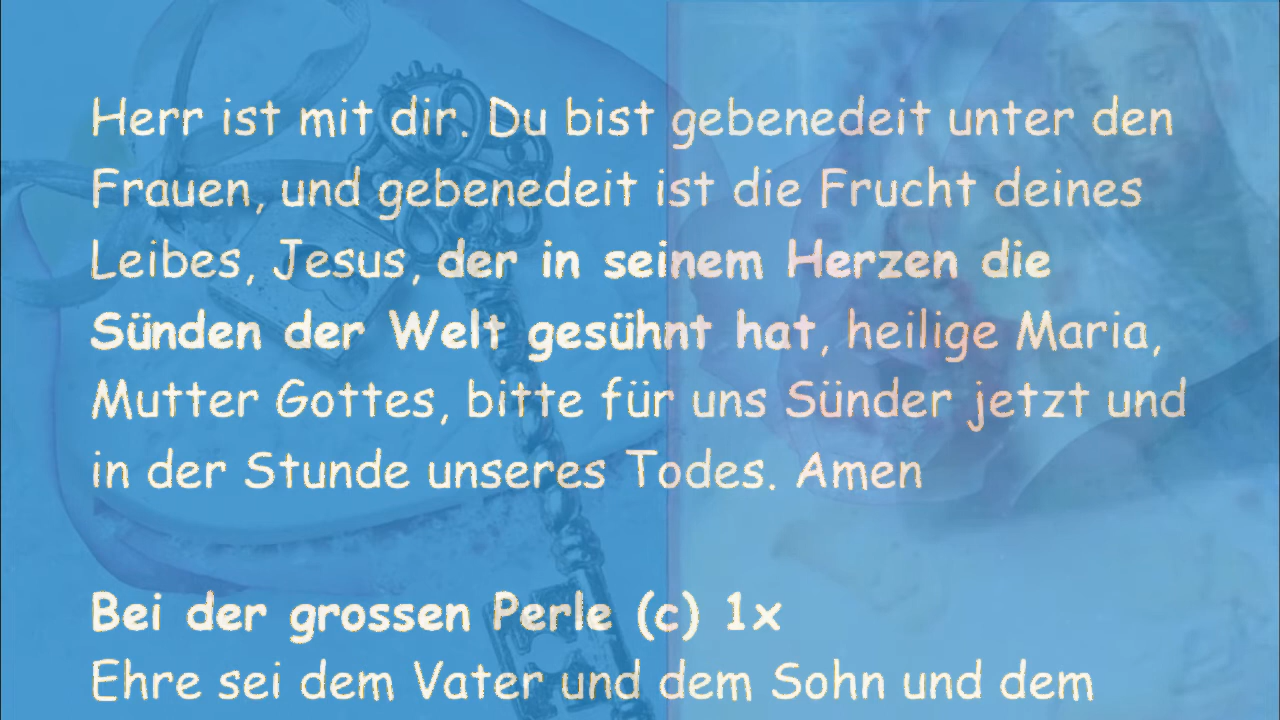 Herr ist mit dir. Du bist gebenedeit unter den
Frauen, und gebenedeit ist die Frucht deines
Leibes, Jesus, der in seinem Herzen die
Sünden der Welt gesühnt hat, heilige Maria,
Mutter Gottes, bitte für uns Sünder jetzt und
in der Stunde unseres Todes. Amen
Bei der grossen Perle (c) 1x
Ehre sei dem Vater und dem Sohn und dem